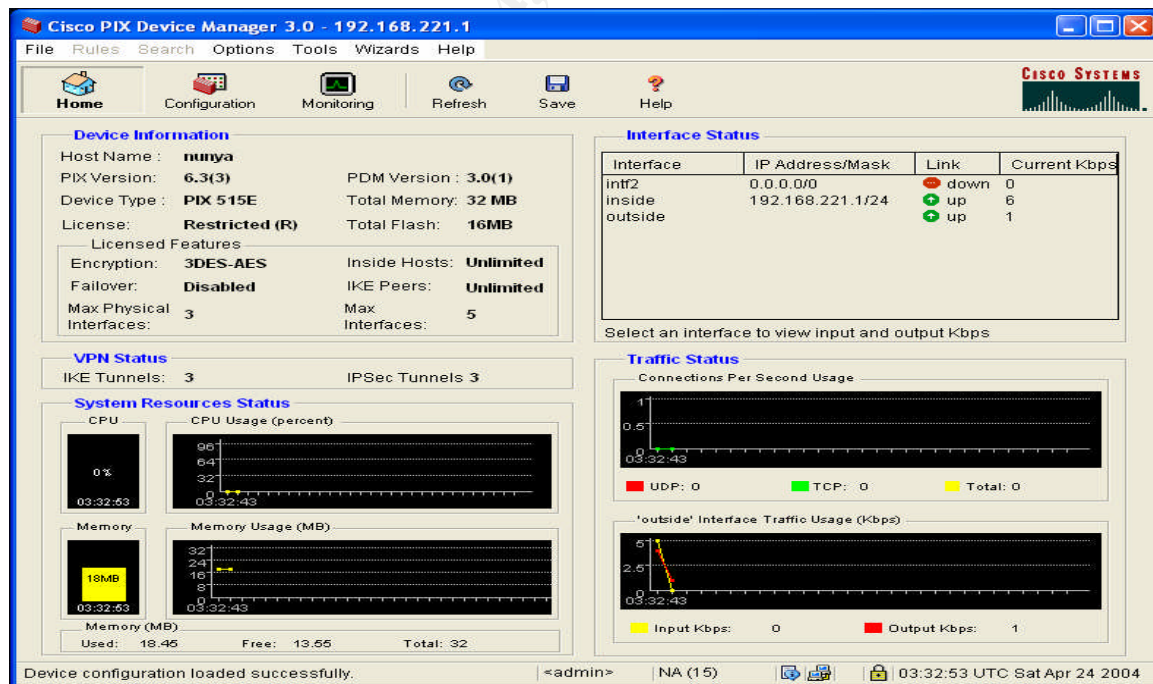 Cisco PIX Device Manager 3.0 - 192.168.221.1
File Rules Search Options Tools Wizards Help
Home Configuration Monitoring Refresh Save Help
CISCO SYSTEMS
Device Information
Host Name : nunya
PIX Version: 6.3(3) PDM Version : 3.0(1)
Device Type : PIX 515E Total Memory: 32 MB
License: Restricted (R) Total Flash: 16MB
Licensed Features
Encryption: 3DES-AES Inside Hosts: Unlimited
Failover: Disabled IKE Peers: Unlimited
Max Physical Interfaces: 3 Max Interfaces: 5
VPN Status
IKE Tunnels: 3 IPSec Tunnels 3
System Resources Status
CPU
0%
03:32:53
CPU Usage (percent)
96
64
32
0
03:32:43
Memory
18MB
03:32:53
Memory Usage (MB)
32
24
16
8
0
03:32:43
Memory (MB)
Used: 18.45 Free: 13.55 Total: 32
Interface Status
Interface IP Address/Mask Link Current Kbps
intf2 0.0.0.0/0 down 0
inside 192.168.221.1/24 up 6
outside up 1
Select an interface to view input and output Kbps
Traffic Status
Connections Per Second Usage
1
0.5
0
03:32:43
UDP: 0 TCP: 0 Total: 0
'outside' Interface Traffic Usage (Kbps)
5
2.5
0
03:32:43
Input Kbps: 0 Output Kbps: 1
Device configuration loaded successfully. <admin> NA (15) 03:32:53 UTC Sat Apr 24 2004